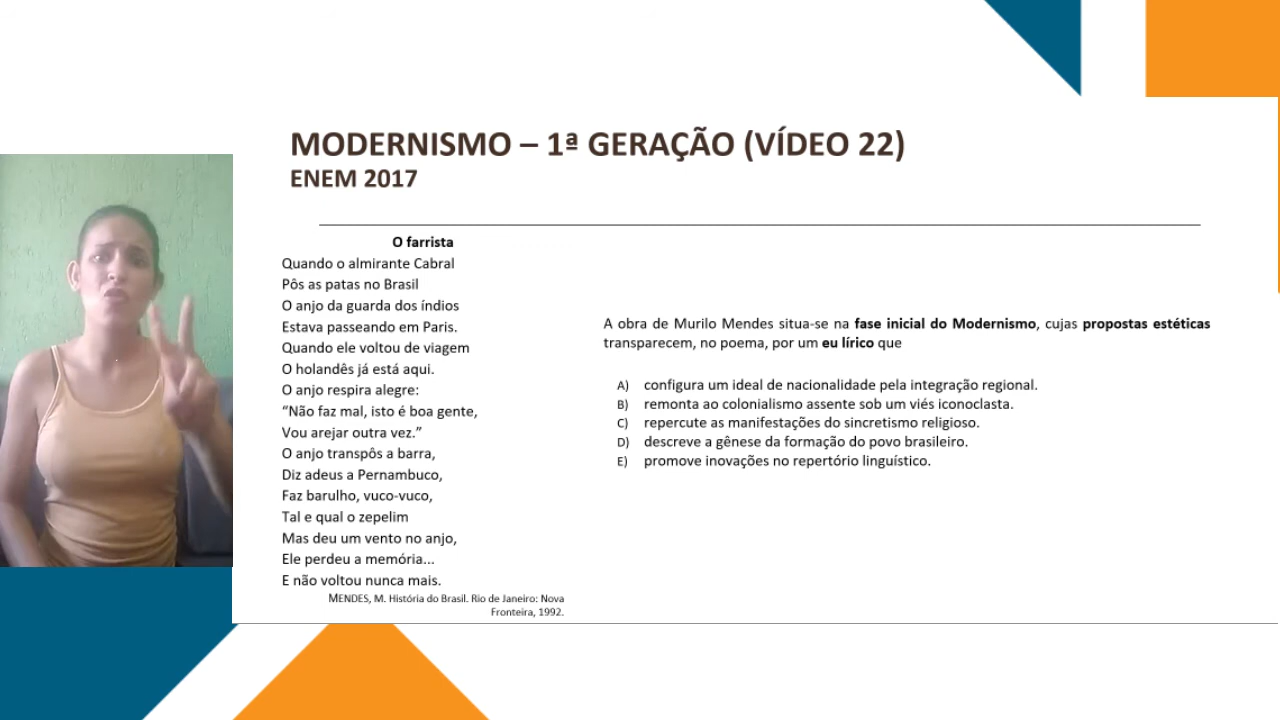 MODERNISMO – 1ª GERAÇÃO (VÍDEO 22)
ENEM 2017
O farrista
Quando o almirante Cabral
Pôs as patas no Brasil
O anjo da guarda dos índios
Estava passeando em Paris.
Quando ele voltou de viagem
O holandês já está aqui.
O anjo respira alegre:
“Não faz mal, isto é boa gente,
Vou arejar outra vez.”
O anjo transpôs a barra,
Diz adeus a Pernambuco,
Faz barulho, vuco-vuco,
Tal e qual o zepelim
Mas deu um vento no anjo,
Ele perdeu a memória...
E não voltou nunca mais.
MENDES, M. História do Brasil. Rio de Janeiro: Nova
Fronteira, 1992.
A obra de Murilo Mendes situa-se na fase inicial do Modernismo, cujas propostas estéticas
transparecem, no poema, por um eu lírico que
A) configura um ideal de nacionalidade pela integração regional.
B) remonta ao colonialismo assente sob um viés iconoclasta.
C) repercute as manifestações do sincretismo religioso.
D) descreve a gênese da formação do povo brasileiro.
E) promove inovações no repertório linguístico.